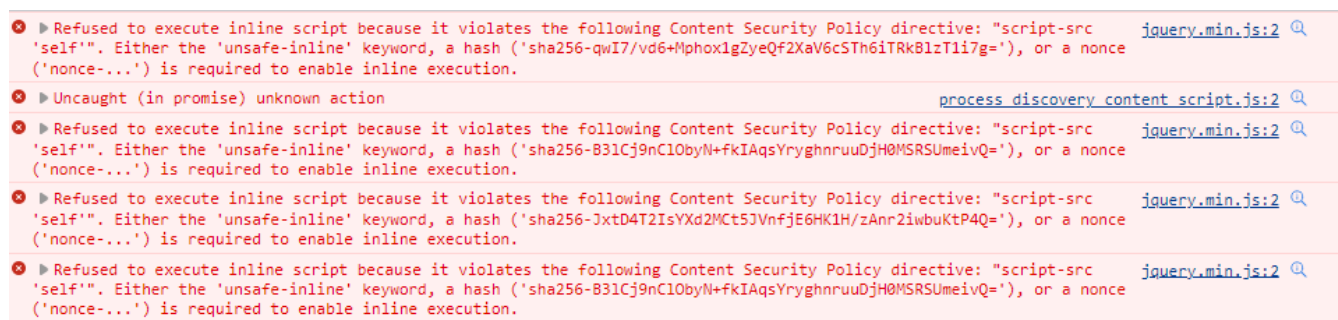 Refused to execute inline script because it violates the following Content Security Policy directive: "script-src jquery.min.js:2
'self'". Either the 'unsafe-inline' keyword, a hash ('sha256-qwI7/vd6+Mphox1gZyeQf2XaV6cSTh6iTRkBlzT1i7g='), or a nonce
('nonce-...') is required to enable inline execution.
Uncaught (in promise) unknown action process discovery content script.js:2
Refused to execute inline script because it violates the following Content Security Policy directive: "script-src jquery.min.js:2
'self'". Either the 'unsafe-inline' keyword, a hash ('sha256-B3lCj9nClObyN+fkIAqsYryghnruuDjH0MSRSUmeivQ='), or a nonce
('nonce-...') is required to enable inline execution.
Refused to execute inline script because it violates the following Content Security Policy directive: "script-src jquery.min.js:2
'self'". Either the 'unsafe-inline' keyword, a hash ('sha256-JxtD4T2IsYXd2MCt5JVnfjE6HK1H/zAnr2iwbuKtP4Q='), or a nonce
('nonce-...') is required to enable inline execution.
Refused to execute inline script because it violates the following Content Security Policy directive: "script-src jquery.min.js:2
'self'". Either the 'unsafe-inline' keyword, a hash ('sha256-B3lCj9nClObyN+fkIAqsYryghnruuDjH0MSRSUmeivQ='), or a nonce
('nonce-...') is required to enable inline execution.